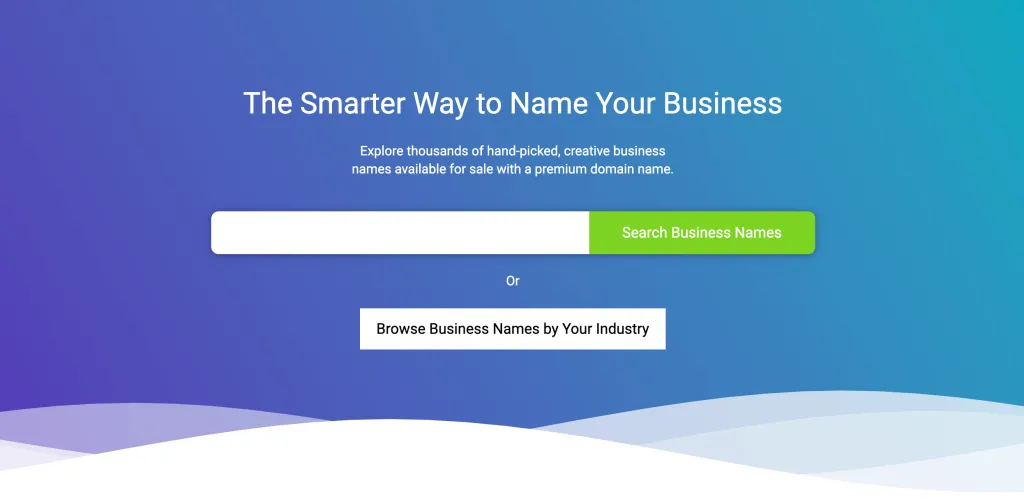 The Smarter Way to Name Your Business
Explore thousands of hand-picked, creative business
names available for sale with a premium domain name.
Search Business Names
Or
Browse Business Names by Your Industry